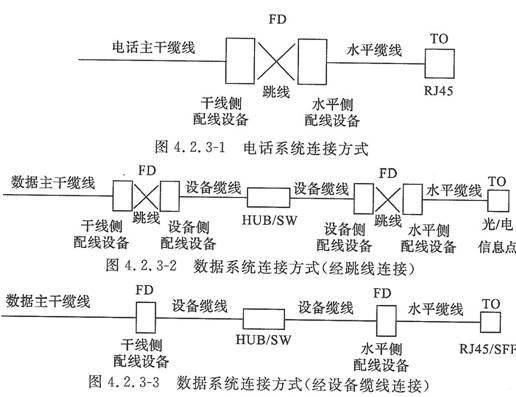 FD
电话主干缆线
水平缆线
TO
跳线
RJ45
干线侧
配线设备
水平侧
配线设备
图 4.2.3-1 电话系统连接方式
FD
FD
数据主干缆线
设备缆线
设备缆线
水平缆线
TO
跳线
HUB/SW
跳线
光/电
信息点
干线侧
配线设备
设备侧
配线设备
设备侧
配线设备
水平侧
配线设备
图 4.2.3-2 数据系统连接方式(经跳线连接)
数据主干缆线
FD
设备缆线
设备缆线
FD
水平缆线
TO
HUB/SW
RJ45/SFF
干线侧
配线设备
水平侧
配线设备
图 4.2.3-3 数据系统连接方式(经设备缆线连接)